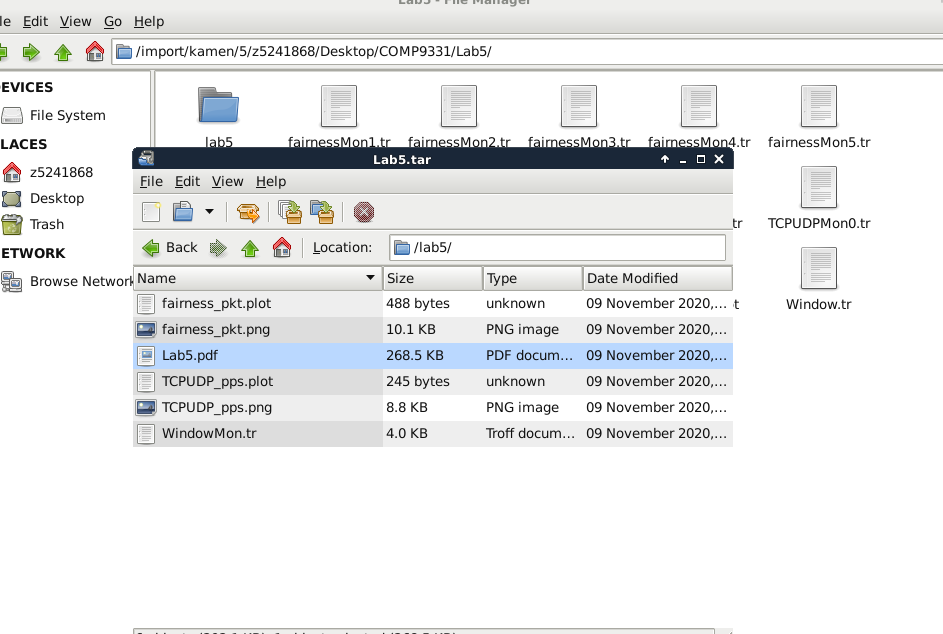 Lab5 - File Manager
le Edit View Go Help
/import/kamen/5/z5241868/Desktop/COMP9331/Lab5/
EVICES
File System
LACES
z5241868
Desktop
Trash
ETWORK
Browse Network
lab5 fairnessMon1.tr fairnessMon2.tr fairnessMon3.tr fairnessMon4.tr fairnessMon5.tr
tr TCPUDPMon0.tr
t Window.tr
Lab5.tar
File Edit View Help
Back Location: /lab5/
Name Size Type Date Modified
fairness_pkt.plot 488 bytes unknown 09 November 2020,...
fairness_pkt.png 10.1 KB PNG image 09 November 2020,...
Lab5.pdf 268.5 KB PDF docum... 09 November 2020,...
TCPUDP_pps.plot 245 bytes unknown 09 November 2020,...
TCPUDP_pps.png 8.8 KB PNG image 09 November 2020,...
WindowMon.tr 4.0 KB Troff docum... 09 November 2020,...